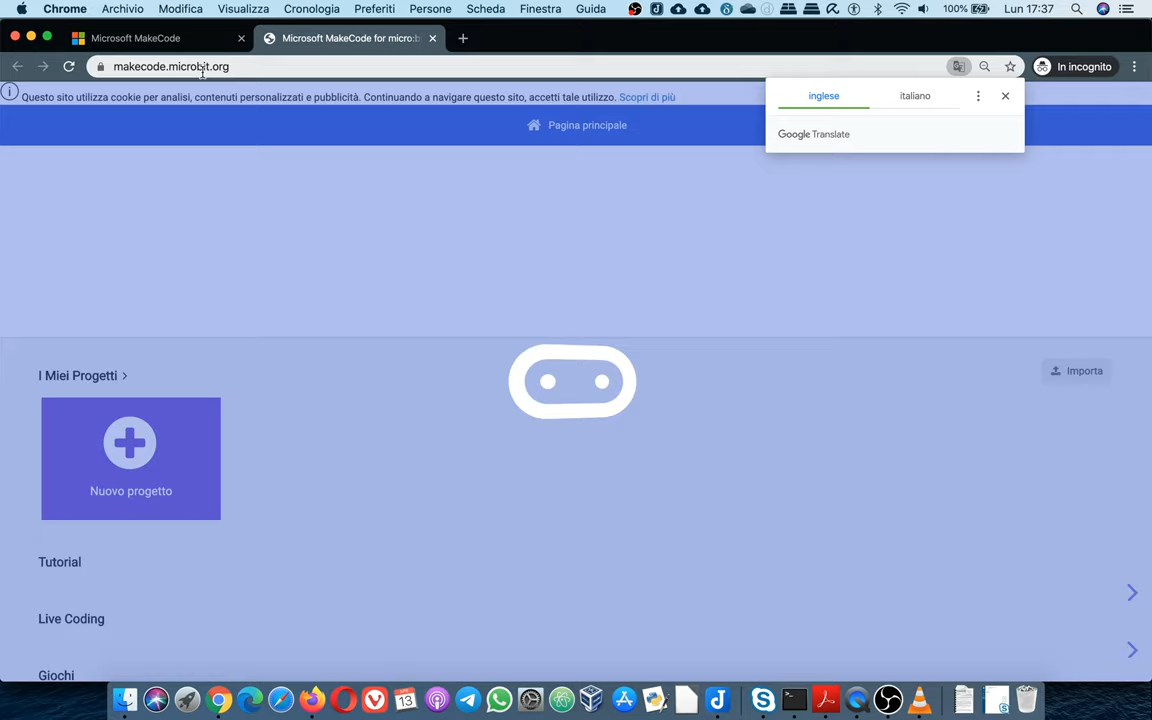 Chrome Archivio Modifica Visualizza Cronologia Preferiti Persone Scheda Finestra Guida 100% Lun 17:37
Microsoft MakeCode
Microsoft MakeCode for micro:b
makecode.microbit.org
In incognito
Questo sito utilizza cookie per analisi, contenuti personalizzati e pubblicità. Continuando a navigare questo sito, accetti tale utilizzo. Scopri di più
inglese italiano
Google Translate
Pagina principale
I Miei Progetti
Importa
Nuovo progetto
Tutorial
Live Coding
Giochi
13